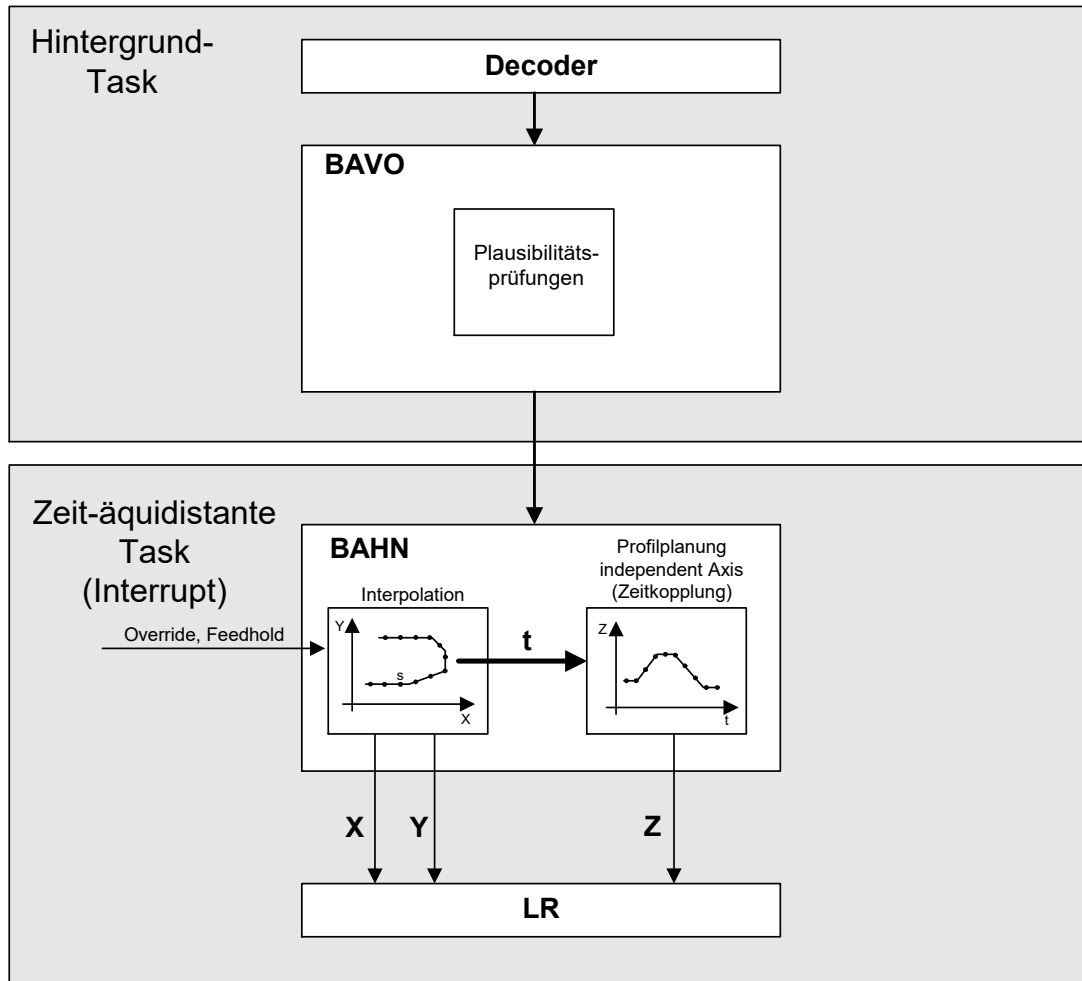 Hintergrund-
Task
Decoder
BAVO
Plausibilitäts-
prüfungen
Zeit-äquidistante
Task
(Interrupt)
BAHN
Profilplanung
independent Axis
(Zeitkopplung)
Interpolation
Override, Feedhold
Y
s
X
t
Z
t
X
Y
Z
LR